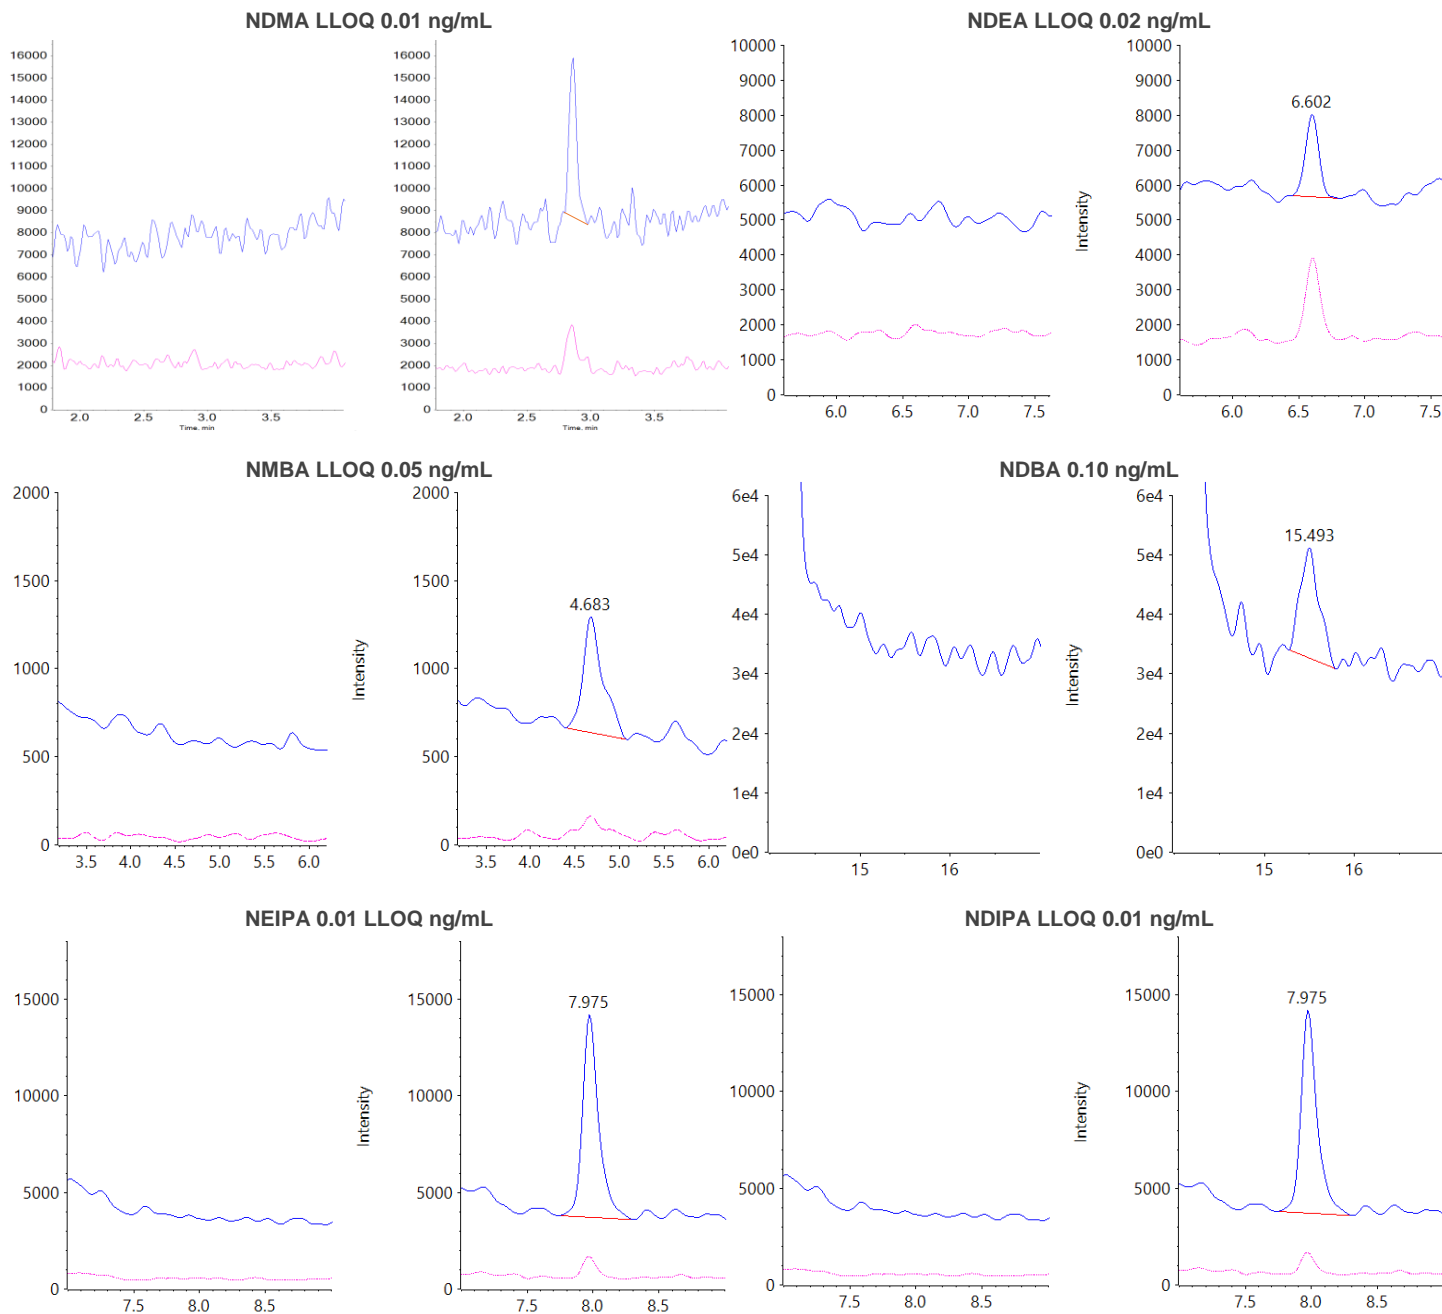 NDMA LLOQ 0.01 ng/mL
16000
15000
14000
13000
12000
11000
10000
9000
8000
7000
6000
5000
4000
3000
2000
1000
0
2.0 2.5 3.0 3.5
Time, min
16000
15000
14000
13000
12000
11000
10000
9000
8000
7000
6000
5000
4000
3000
2000
1000
0
2.0 2.5 3.0 3.5
Time, min
NDEA LLOQ 0.02 ng/mL
10000
9000
8000
7000
6000
5000
4000
3000
2000
1000
0
6.0 6.5 7.0 7.5
Intensity
10000
9000
8000
7000
6000
5000
4000
3000
2000
1000
0
6.602
6.0 6.5 7.0 7.5
NMBA LLOQ 0.05 ng/mL
2000
1500
1000
500
0
3.5 4.0 4.5 5.0 5.5 6.0
Intensity
2000
1500
1000
500
0
4.683
3.5 4.0 4.5 5.0 5.5 6.0
NDBA 0.10 ng/mL
6e4
5e4
4e4
3e4
2e4
1e4
0e0
15 16
Intensity
6e4
5e4
4e4
3e4
2e4
1e4
0e0
15.493
15 16
NEIPA 0.01 LLOQ ng/mL
15000
10000
5000
0
7.5 8.0 8.5
Intensity
15000
10000
5000
0
7.975
7.5 8.0 8.5
NDIPA LLOQ 0.01 ng/mL
15000
10000
5000
0
7.5 8.0 8.5
Intensity
15000
10000
5000
0
7.975
7.5 8.0 8.5